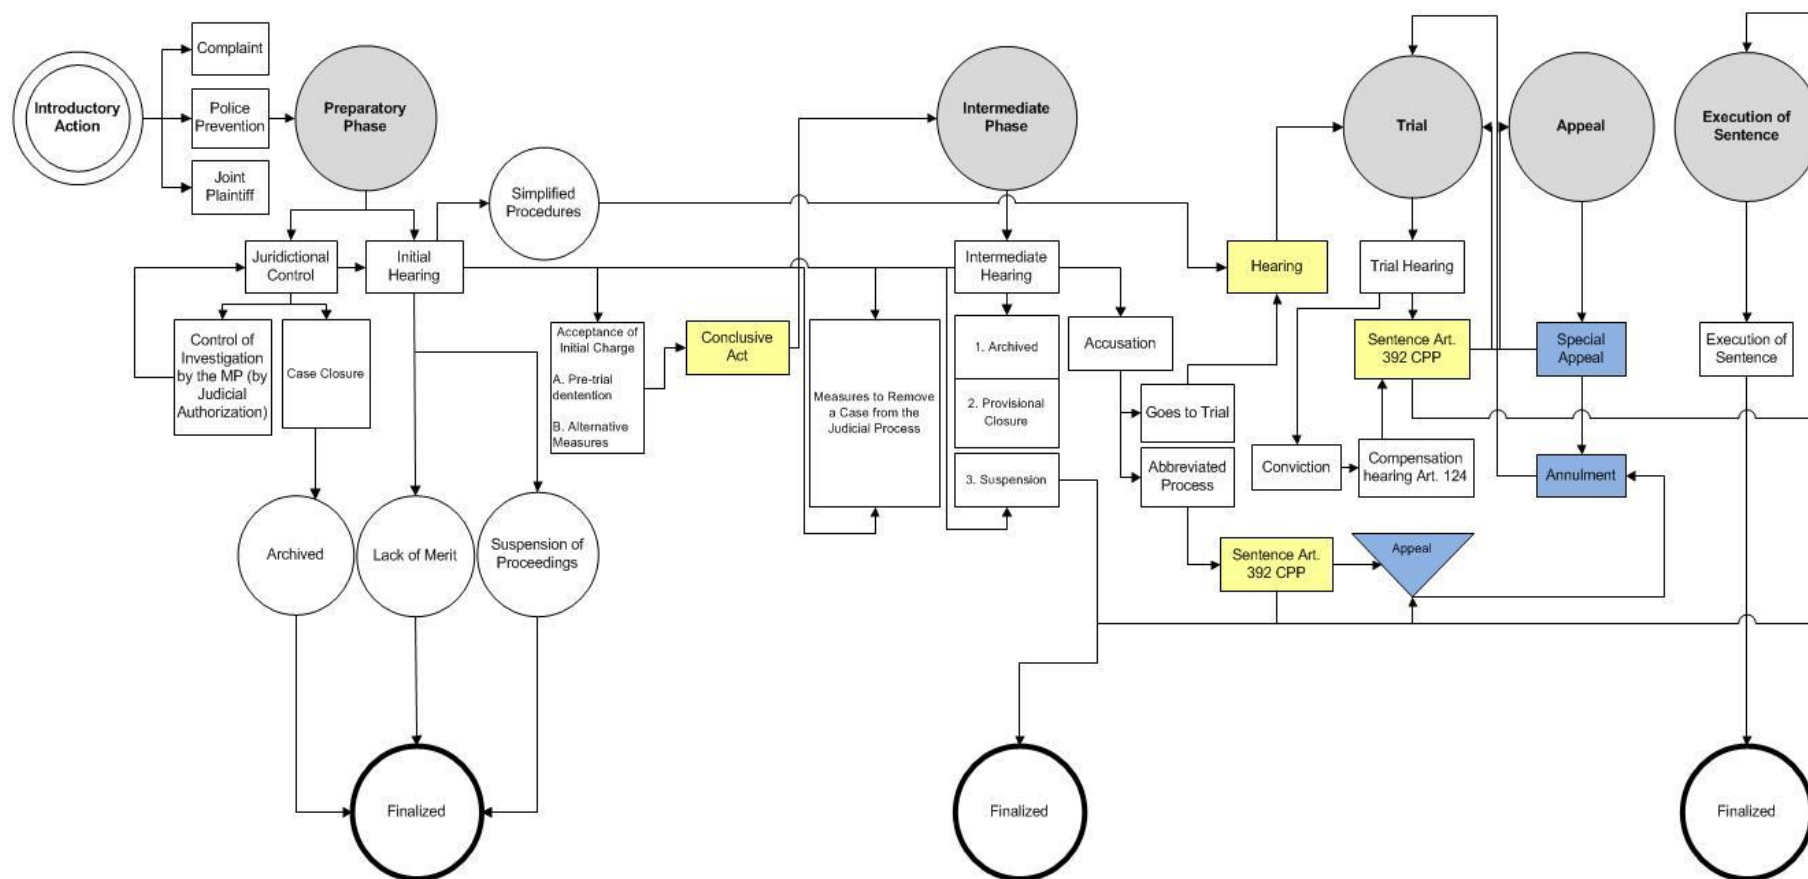 Introductory
Action
Complaint
Police
Prevention
Joint
Plaintiff
Preparatory
Phase
Simplified
Procedures
Juridictional
Control
Initial
Hearing
Control of
Investigation
by the MP (by
Judicial
Authorization)
Case Closure
Acceptance of
Initial Charge
A. Pre-trial
dentention
B. Alternative
Measures
Conclusive
Act
Archived
Lack of Merit
Suspension of
Proceedings
Finalized
Intermediate
Phase
Intermediate
Hearing
Measures to Remove
a Case from the
Judicial Process
1. Archived
2. Provisional
Closure
3. Suspension
Accusation
Goes to Trial
Abbreviated
Process
Sentence Art.
392 CPP
Appeal
Finalized
Hearing
Trial
Trial Hearing
Sentence Art.
392 CPP
Conviction
Compensation
hearing Art. 124
Appeal
Special
Appeal
Annulment
Execution of
Sentence
Execution of
Sentence
Finalized